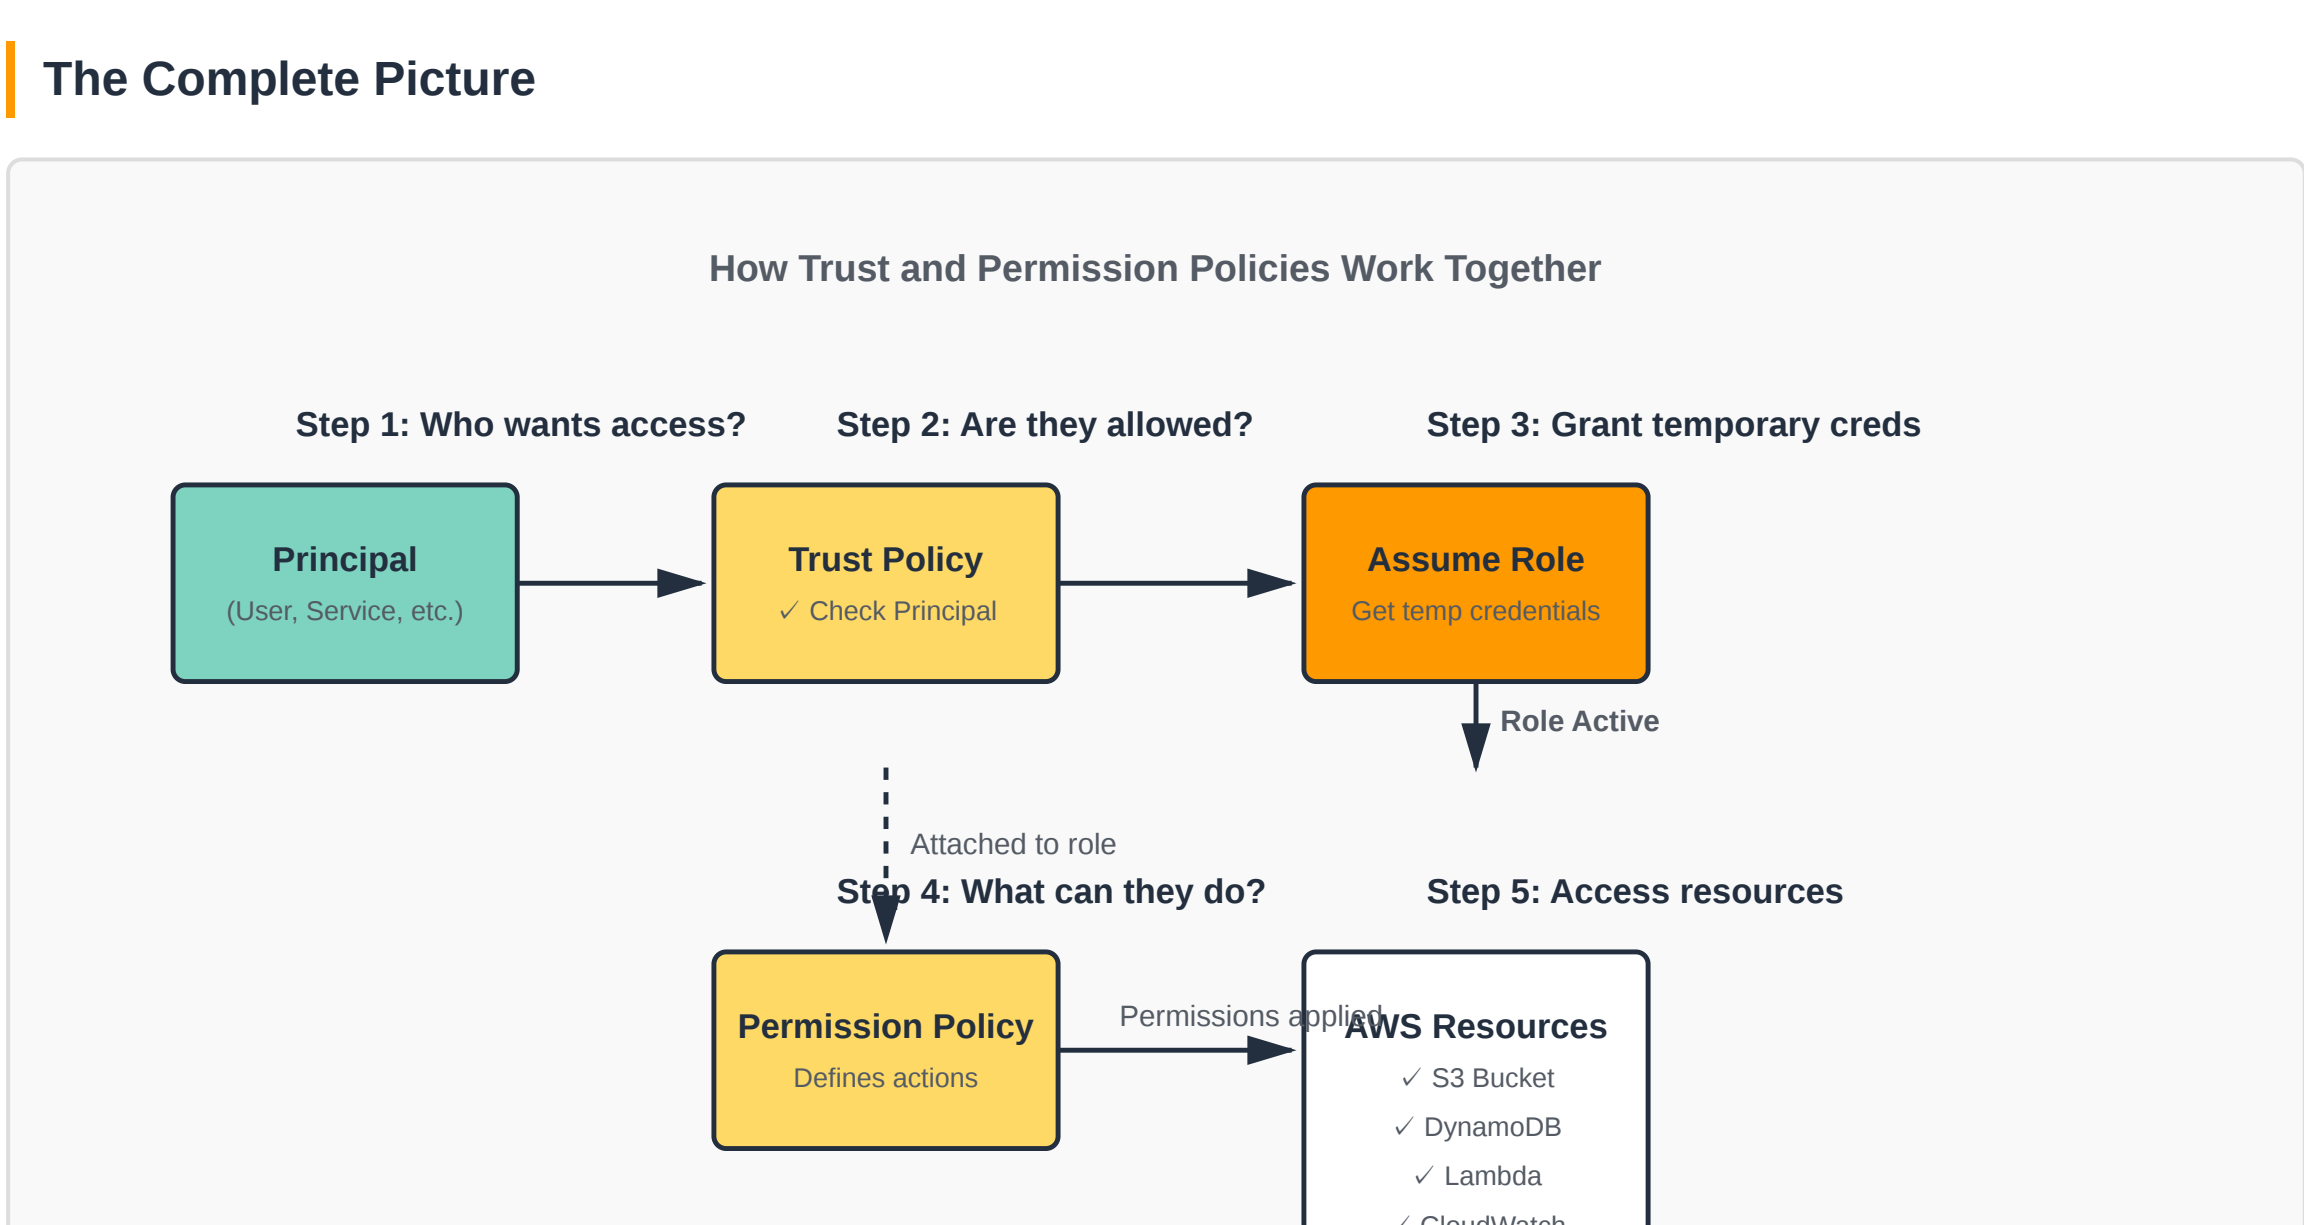 The Complete Picture
How Trust and Permission Policies Work Together
Step 1: Who wants access?
Step 2: Are they allowed?
Step 3: Grant temporary creds
Principal
(User, Service, etc.)
Trust Policy
✓ Check Principal
Assume Role
Get temp credentials
Role Active
Attached to role
Step 4: What can they do?
Step 5: Access resources
Permission Policy
Defines actions
Permissions applied
AWS Resources
✓ S3 Bucket
✓ DynamoDB
✓ Lambda
✓ CloudWatch